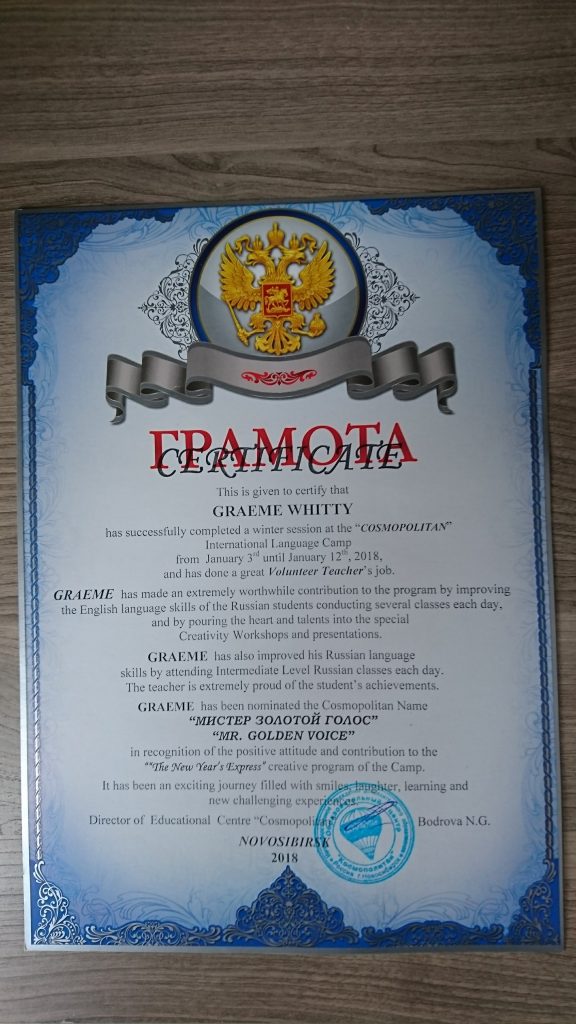 ГРАМОТА
CERTIFICATE
This is given to certify that
GRAEME WHITTY
has successfully completed a winter session at the “COSMOPOLITAN”
International Language Camp
from January 3rd until January 12th, 2018,
and has done a great Volunteer Teacher’s job.
GRAEME has made an extremely worthwhile contribution to the program by improving
the English language skills of the Russian students conducting several classes each day,
and by pouring the heart and talents into the special
Creativity Workshops and presentations.
GRAEME has also improved his Russian language
skills by attending Intermediate Level Russian classes each day.
The teacher is extremely proud of the student’s achievements.
GRAEME has been nominated the Cosmopolitan Name
“МИСТЕР ЗОЛОТОЙ ГОЛОС”
“MR. GOLDEN VOICE”
in recognition of the positive attitude and contribution to the
““The New Year’s Express” creative program of the Camp.
It has been an exciting journey filled with smiles, laughter, learning and
new challenging experiences.
Director of Educational Centre “Cosmopolitan” Bodrova N.G.
NOVOSIBIRSK
2018
Образовательный Центр
Космополитан
Россия г.Новосибирск